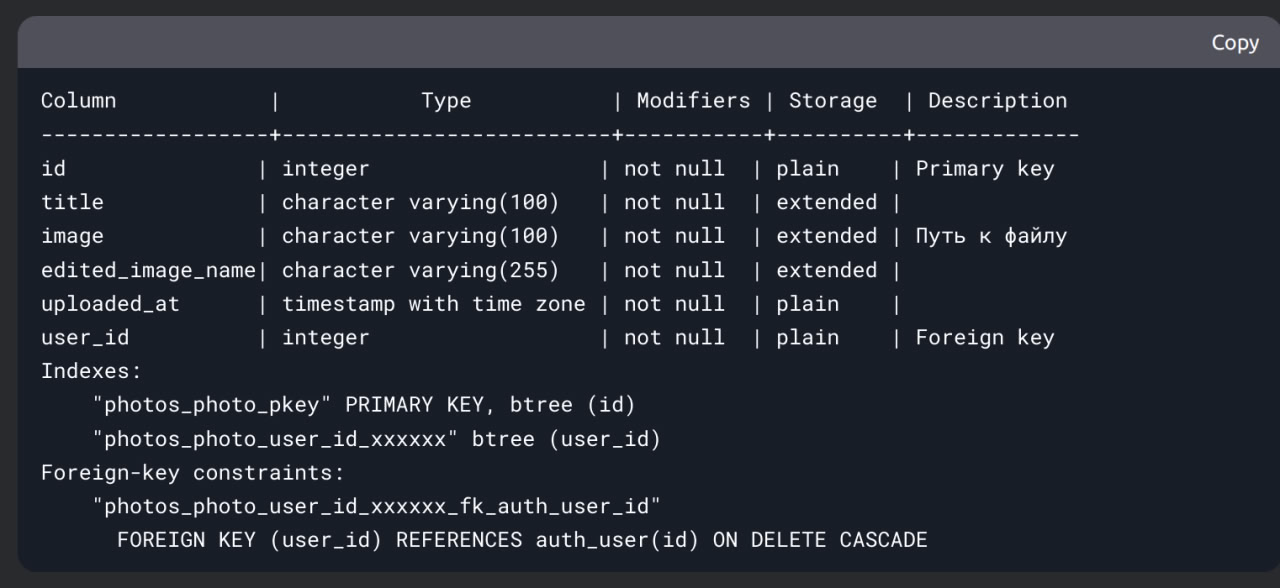 Copy
Column            |           Type           | Modifiers | Storage  | Description
------------------+--------------------------+-----------+----------+-------------
id               | integer                  | not null  | plain    | Primary key
title            | character varying(100)   | not null  | extended |
image            | character varying(100)   | not null  | extended | Путь к файлу
edited_image_name| character varying(255)   | not null  | extended |
uploaded_at      | timestamp with time zone | not null  | plain    |
user_id          | integer                  | not null  | plain    | Foreign key
Indexes:
    "photos_photo_pkey" PRIMARY KEY, btree (id)
    "photos_photo_user_id_xxxxxx" btree (user_id)
Foreign-key constraints:
    "photos_photo_user_id_xxxxxx_fk_auth_user_id"
      FOREIGN KEY (user_id) REFERENCES auth_user(id) ON DELETE CASCADE